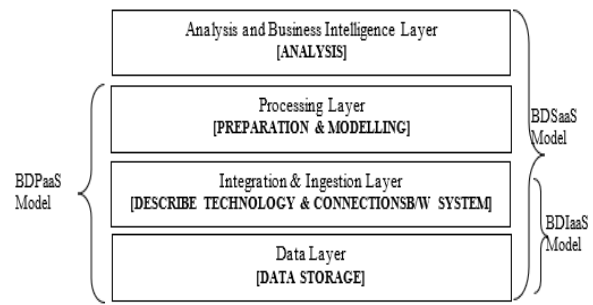 Analysis and Business Intelligence Layer
[ANALYSIS]
Processing Layer
[PREPARATION & MODELLING]
BDSaaS
Model
BDPaaS
Model
Integration & Ingestion Layer
[DESCRIBE TECHNOLOGY & CONNECTIONSB/W SYSTEM]
BDIaaS
Model
Data Layer
[DATA STORAGE]